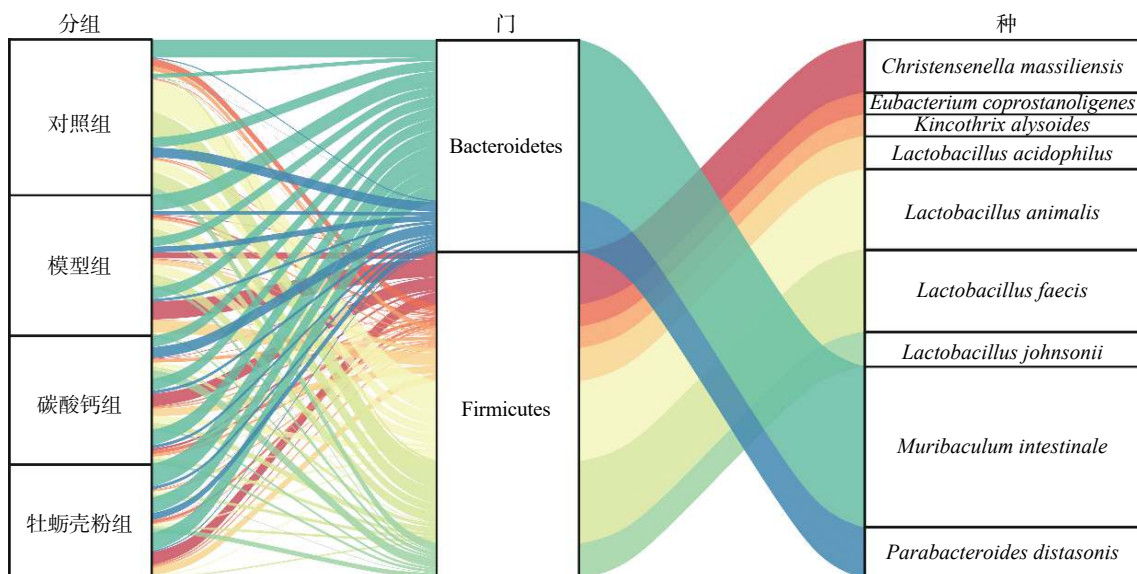 分组
门
种
对照组
模型组
碳酸钙组
牡蛎壳粉组
Bacteroidetes
Firmicutes
Christensenella massiliensis
Eubacterium coprostanoligenes
Kincothrix alysoides
Lactobacillus acidophilus
Lactobacillus animalis
Lactobacillus faecis
Lactobacillus johnsonii
Muribaculum intestinale
Parabacteroides distasonis